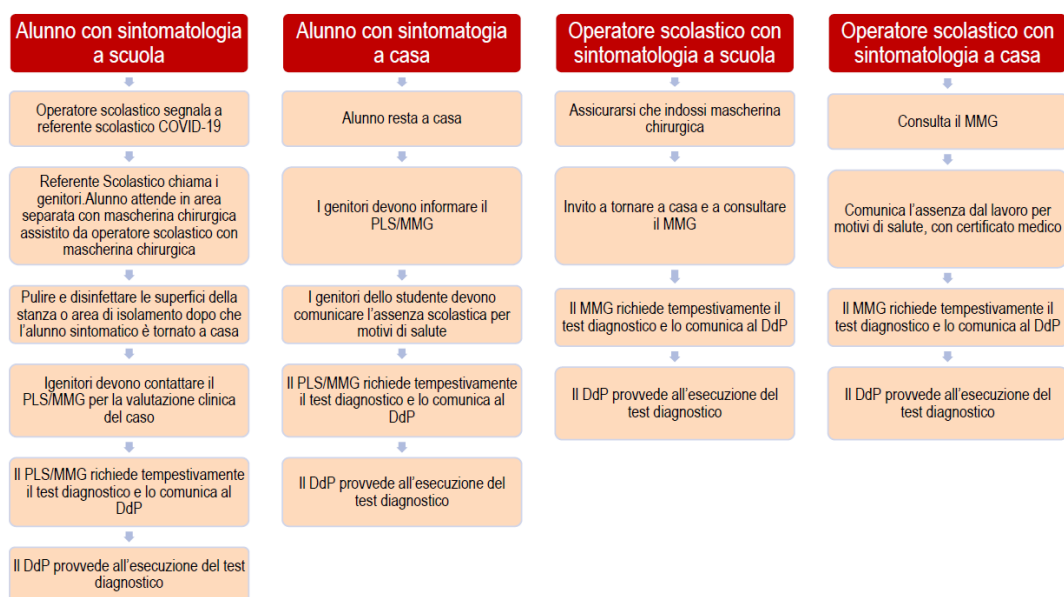 Alunno con sintomatologia
a scuola
Operatore scolastico segnala a
referente scolastico COVID-19
Referente Scolastico chiama i
genitori.Alunno attende in area
separata con mascherina chirurgica
assistito da operatore scolastico con
mascherina chirurgica
Pulire e disinfettare le superfici della
stanza o area di isolamento dopo che
l'alunno sintomatico è tornato a casa
Igenitori devono contattare il
PLS/MMG per la valutazione clinica
del caso
Il PLS/MMG richiede tempestivamente
il test diagnostico e lo comunica al
DdP
Il DdP provvede all'esecuzione del test
diagnostico
Alunno con sintomatogia
a casa
Alunno resta a casa
I genitori devono informare il
PLS/MMG
I genitori dello studente devono
comunicare l'assenza scolastica per
motivi di salute
Il PLS/MMG richiede tempestivamente
il test diagnostico e lo comunica al
DdP
Il DdP provvede all'esecuzione del
test diagnostico
Operatore scolastico con
sintomatologia a scuola
Assicurarsi che indossi mascherina
chirurgica
Invito a tornare a casa e a consultare
il MMG
Il MMG richiede tempestivamente il
test diagnostico e lo comunica al DdP
Il DdP provvede all'esecuzione del
test diagnostico
Operatore scolastico con
sintomatologia a casa
Consulta il MMG
Comunica l'assenza dal lavoro per
motivi di salute, con certificato medico
Il MMG richiede tempestivamente il
test diagnostico e lo comunica al DdP
Il DdP provvede all'esecuzione del
test diagnostico